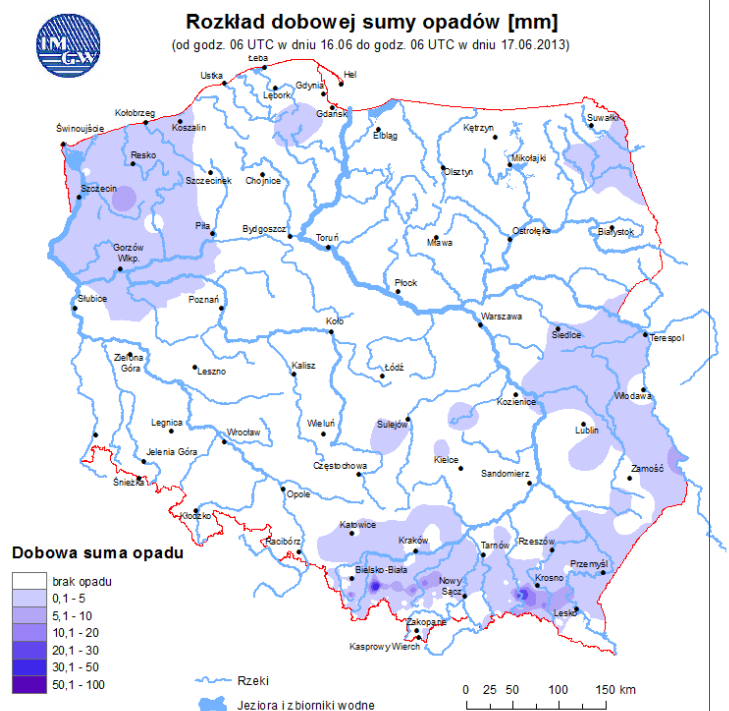 IM
GW
Rozkład dobowej sumy opadów [mm]
(od godz. 06 UTC w dniu 16.06 do godz. 06 UTC w dniu 17.06.2013)
Łeba
Ustka
Hel
Gdynia
Lębork
Kołobrzeg
Gdańsk
Suwałki
Świnoujście
Koszalin
Elbląg
Kętrzyn
Resko
Mikołajki
Szczecinek
Chojnice
Olsztyn
Szczecin
Piła
Bydgoszcz
Toruń
Mława
Ostrołęka
Białystok
Gorzów
Wlkp.
Płock
Słubice
Poznań
Koło
Warszawa
Siedlce
Terespol
Zielona
Góra
Leszno
Kalisz
Łódź
Kozienice
Włodawa
Legnica
Wrocław
Wieluń
Sulejów
Lublin
Jelenia Góra
Częstochowa
Kielce
Sandomierz
Zamość
Śnieżka
Opole
Kłodzko
Katowice
Racibórz
Kraków
Tarnów
Rzeszów
Przemyśl
Bielsko-Biała
Nowy
Sącz
Krosno
Lesko
Zakopane
Kasprowy Wierch
Dobowa suma opadu
brak opadu
0,1 - 5
5,1 - 10
10,1 - 20
20,1 - 30
30,1 - 50
50,1 - 100
Rzeki
Jeziora i zbiorniki wodne
0 25 50 100 150 km